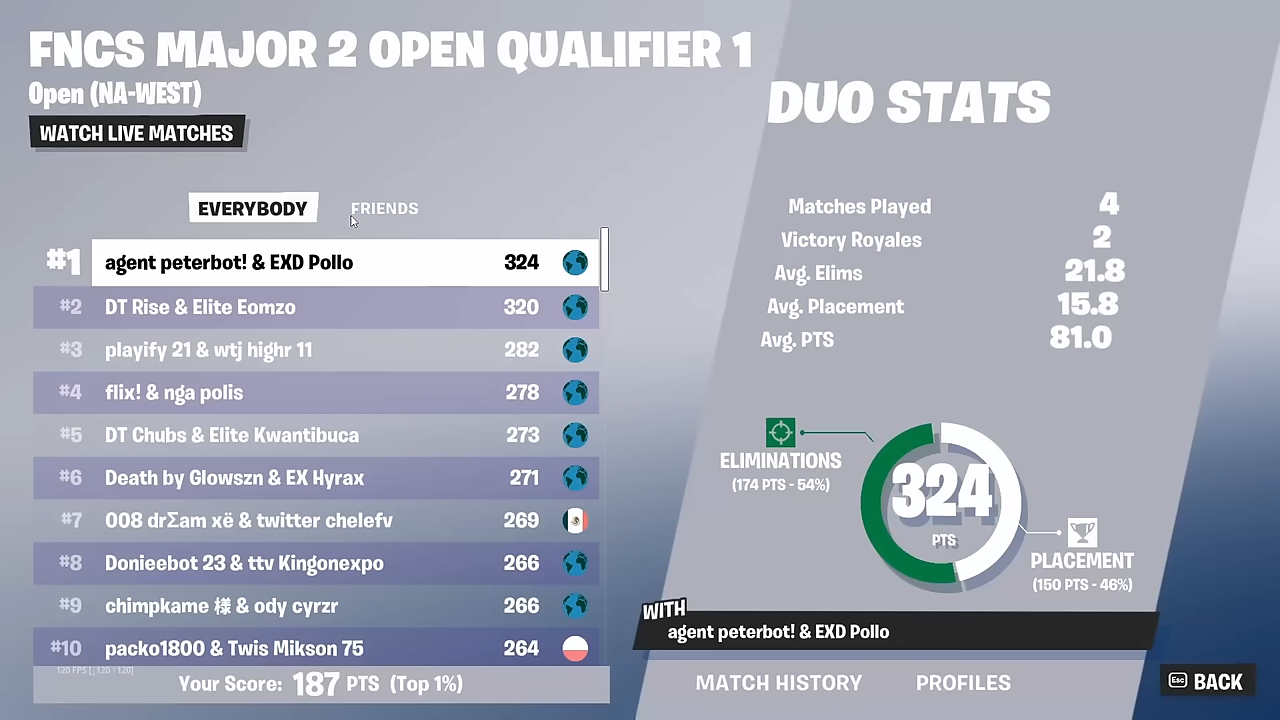 FNCS MAJOR 2 OPEN QUALIFIER 1
Open (NA-WEST)
WATCH LIVE MATCHES
EVERYBODY FRIENDS
#1 agent peterbot! & EXD Pollo 324
#2 DT Rise & Elite Eomzo 320
#3 playify 21 & wtj highr 11 282
#4 flix! & nga polis 278
#5 DT Chubs & Elite Kwantibuca 273
#6 Death by Glowszn & EX Hyrax 271
#7 008 drΣam xë & twitter chelefv 269
#8 Donieebot 23 & ttv Kingonexpo 266
#9 chimpkame 様 & ody cyrzr 266
#10 packo1800 & Twis Mikson 75 264
120 FPS [↓120 ↑120]
Your Score: 187 PTS (Top 1%)
DUO STATS
Matches Played 4
Victory Royales 2
Avg. Elims 21.8
Avg. Placement 15.8
Avg. PTS 81.0
ELIMINATIONS
(174 PTS - 54%)
324
PTS
PLACEMENT
(150 PTS - 46%)
WITH
agent peterbot! & EXD Pollo
MATCH HISTORY PROFILES
Esc BACK